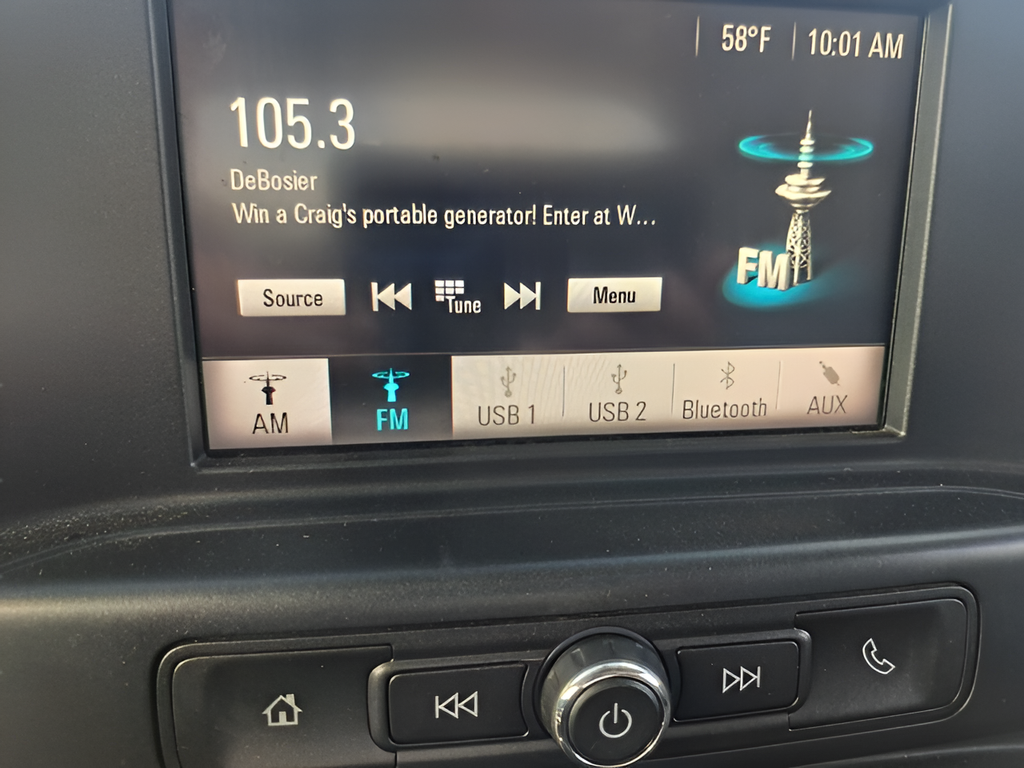 58°F 10:01 AM
105.3
DeBosier
Win a Craig's portable generator! Enter at W...
FM
Source Tune Menu
AM FM USB 1 USB 2 Bluetooth AUX